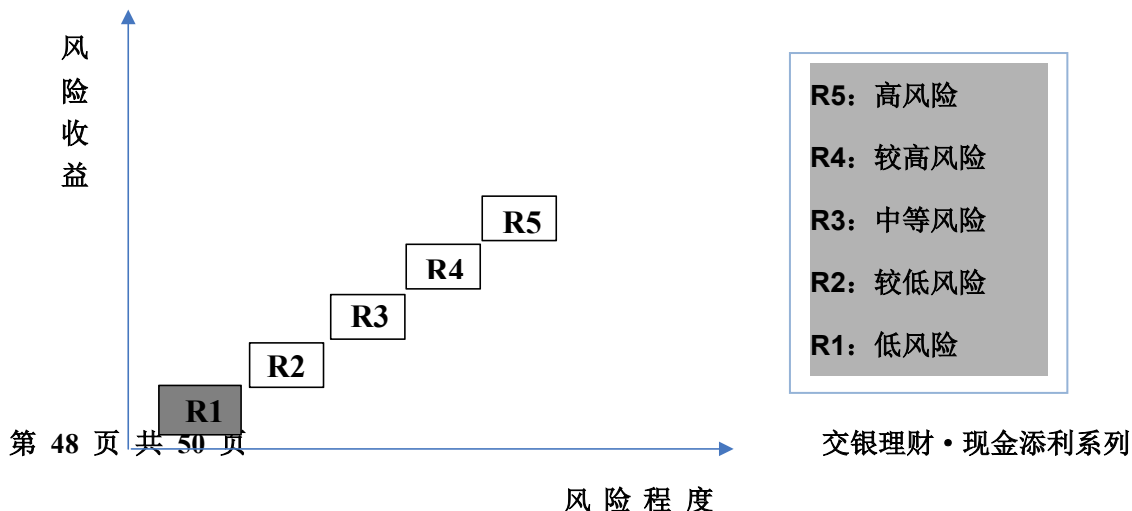 风
险
收
益
R5：高风险
R4：较高风险
R3：中等风险
R2：较低风险
R1：低风险
R5
R4
R3
R2
R1
第 48 页 共 50 页
交银理财·现金添利系列
风 险 程 度